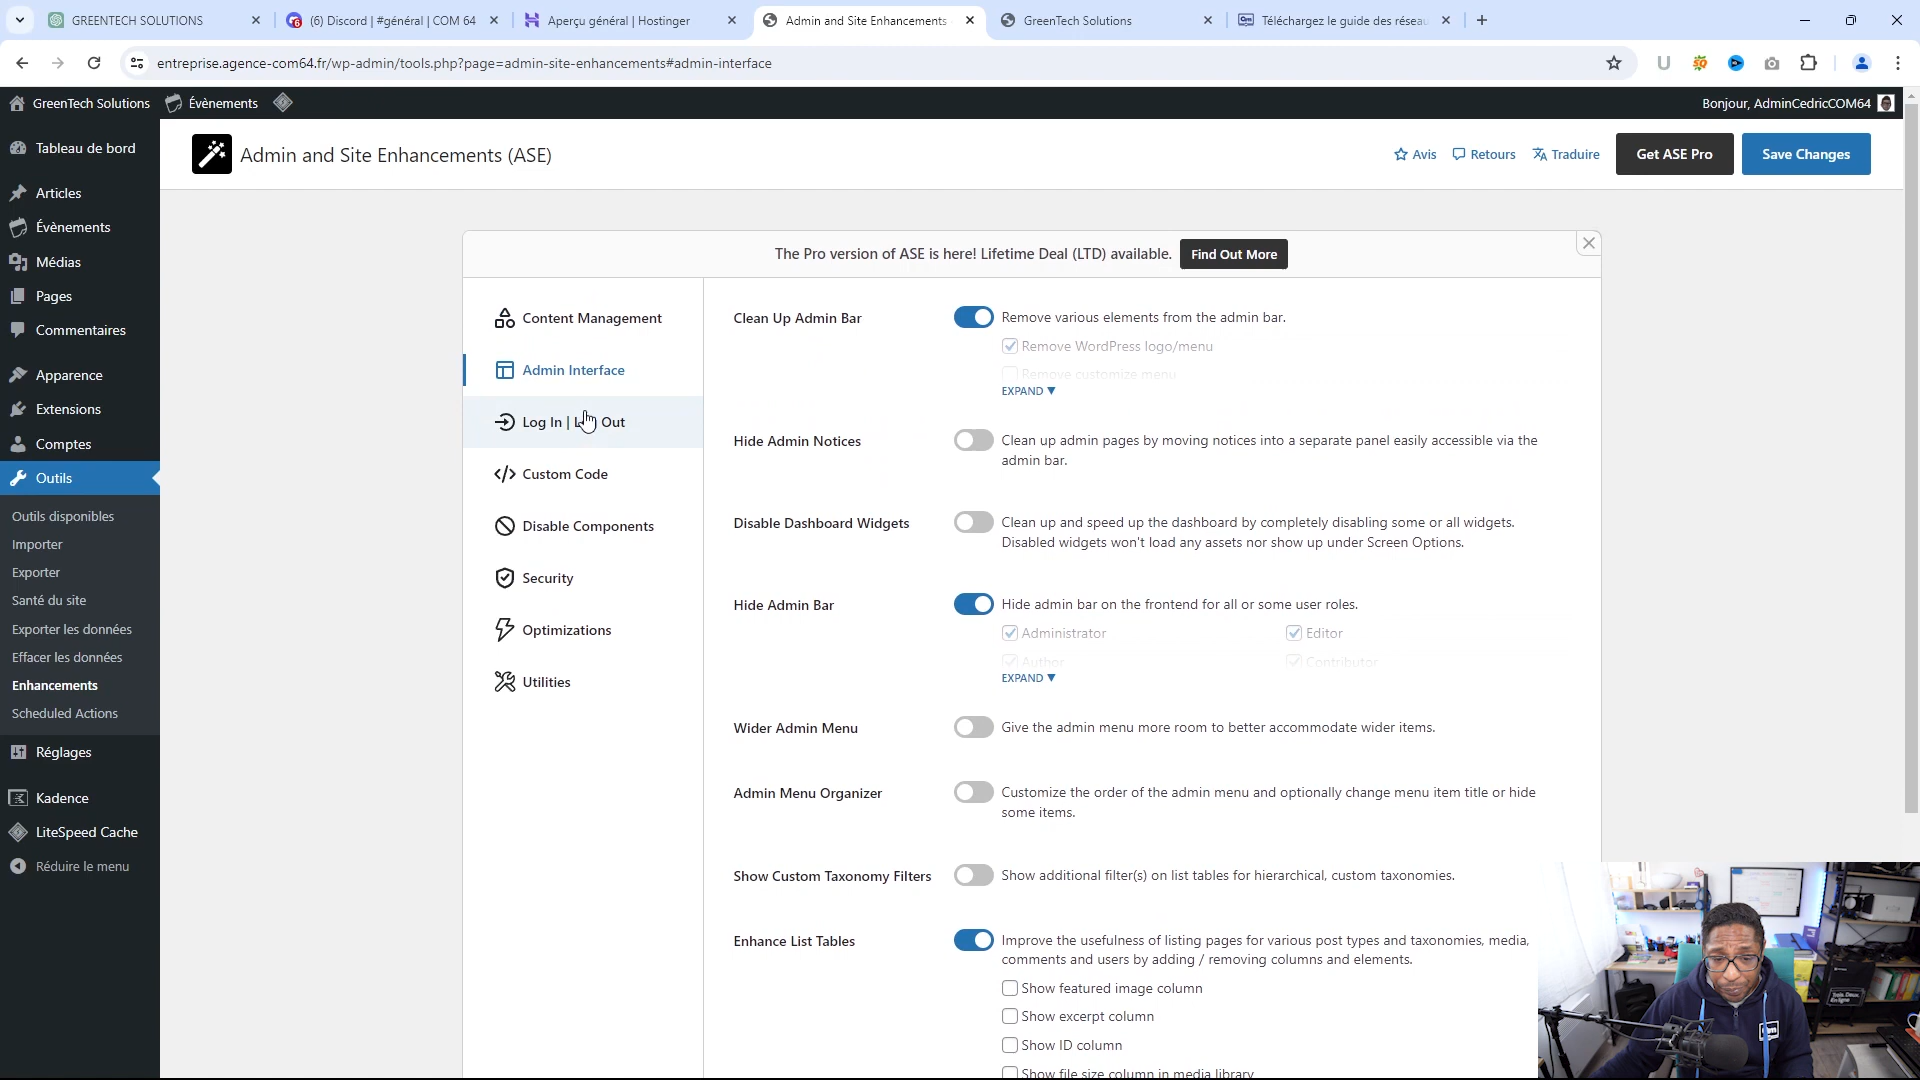 GREENTECH SOLUTIONS
(6) Discord | #général | COM 64
Aperçu général | Hostinger
Admin and Site Enhancements
GreenTech Solutions
Téléchargez le guide des réseau
entreprise.agence-com64.fr/wp-admin/tools.php?page=admin-site-enhancements#admin-interface
GreenTech Solutions
Évènements
Bonjour, AdminCedricCOM64
Tableau de bord
Articles
Évènements
Médias
Pages
Commentaires
Apparence
Extensions
Comptes
Outils
Outils disponibles
Importer
Exporter
Santé du site
Exporter les données
Effacer les données
Enhancements
Scheduled Actions
Réglages
Kadence
LiteSpeed Cache
Réduire le menu
Admin and Site Enhancements (ASE)
Avis
Retours
Traduire
Get ASE Pro
Save Changes
The Pro version of ASE is here! Lifetime Deal (LTD) available.
Find Out More
Content Management
Admin Interface
Log In | L Out
Custom Code
Disable Components
Security
Optimizations
Utilities
Clean Up Admin Bar
Remove various elements from the admin bar.
Remove WordPress logo/menu
Remove customize menu
EXPAND ▼
Hide Admin Notices
Clean up admin pages by moving notices into a separate panel easily accessible via the
admin bar.
Disable Dashboard Widgets
Clean up and speed up the dashboard by completely disabling some or all widgets.
Disabled widgets won't load any assets nor show up under Screen Options.
Hide Admin Bar
Hide admin bar on the frontend for all or some user roles.
Administrator
Editor
Author
Contributor
EXPAND ▼
Wider Admin Menu
Give the admin menu more room to better accommodate wider items.
Admin Menu Organizer
Customize the order of the admin menu and optionally change menu item title or hide
some items.
Show Custom Taxonomy Filters
Show additional filter(s) on list tables for hierarchical, custom taxonomies.
Enhance List Tables
Improve the usefulness of listing pages for various post types and taxonomies, media,
comments and users by adding / removing columns and elements.
Show featured image column
Show excerpt column
Show ID column
Show file size column in media library